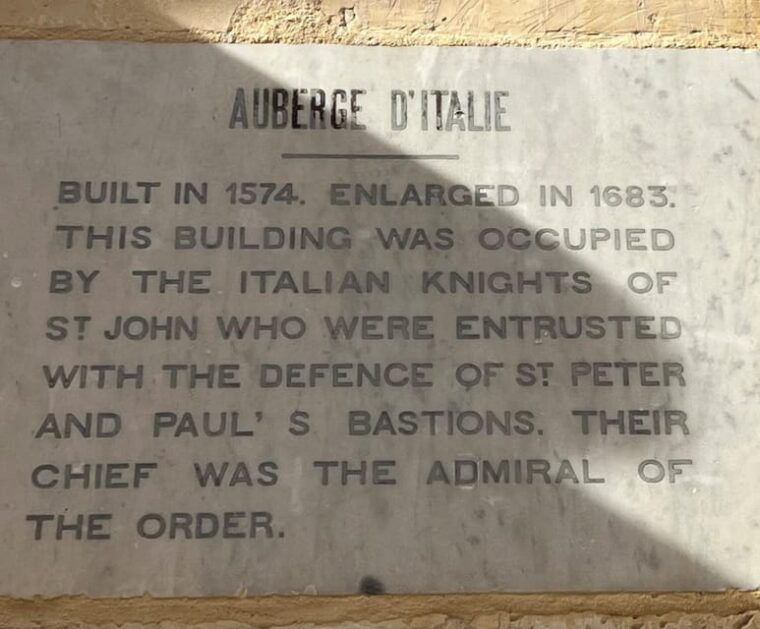 AUBERGE D'ITALIE
BUILT IN 1574. ENLARGED IN 1683.
THIS BUILDING WAS OCCUPIED
BY THE ITALIAN KNIGHTS OF
ST JOHN WHO WERE ENTRUSTED
WITH THE DEFENCE OF ST PETER
AND PAUL' S BASTIONS. THEIR
CHIEF WAS THE ADMIRAL OF
THE ORDER.